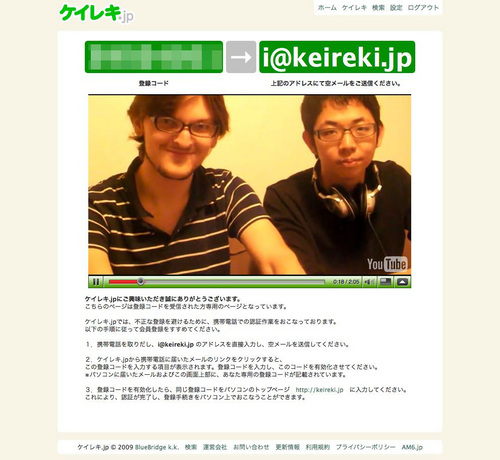 ケイレキ.jp
ホーム ケイレキ 検索 設定 ログアウト
→ i@keireki.jp
登録コード 上記のアドレスにて空メールをご送信ください。
YouTube
0:18 / 2:05
ケイレキ.jpにご興味いただき誠にありがとうございます。
こちらのページは登録コードを受信された方専用のページとなっています。
ケイレキ.jpでは、不正な登録を避けるために、携帯電話での認証作業をおこなっております。
以下の手順に従って会員登録をすすめてください。
1、携帯電話を取りだし、i@keireki.jp のアドレスを直接入力し、空メールを送信してください。
2、ケイレキ.jpから携帯電話に届いたメールのリンクをクリックすると、
この登録コードを入力する項目が表示されます。登録コードを入力し、このコードを有効化させてください。
※パソコンに届いたメールおよびこの画面上部に、あなた専用の登録コードが記載されています。
3、登録コードを有効化したら、同じ登録コードをパソコンのトップページ http://keireki.jp に入力してください。
これにより、認証が完了し、登録手続きをパソコン上でおこなうことができます。
ケイレキ.jp © 2009 BlueBridge k.k. 検索 運営会社 お問い合わせ 更新情報 利用規約 プライバシーポリシー AM6.jp